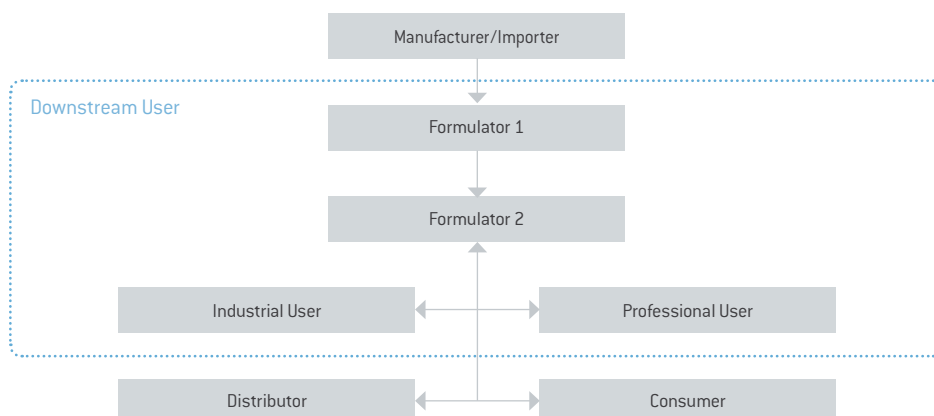 Manufacturer/Importer
Downstream User
Formulator 1
Formulator 2
Industrial User
Professional User
Distributor
Consumer